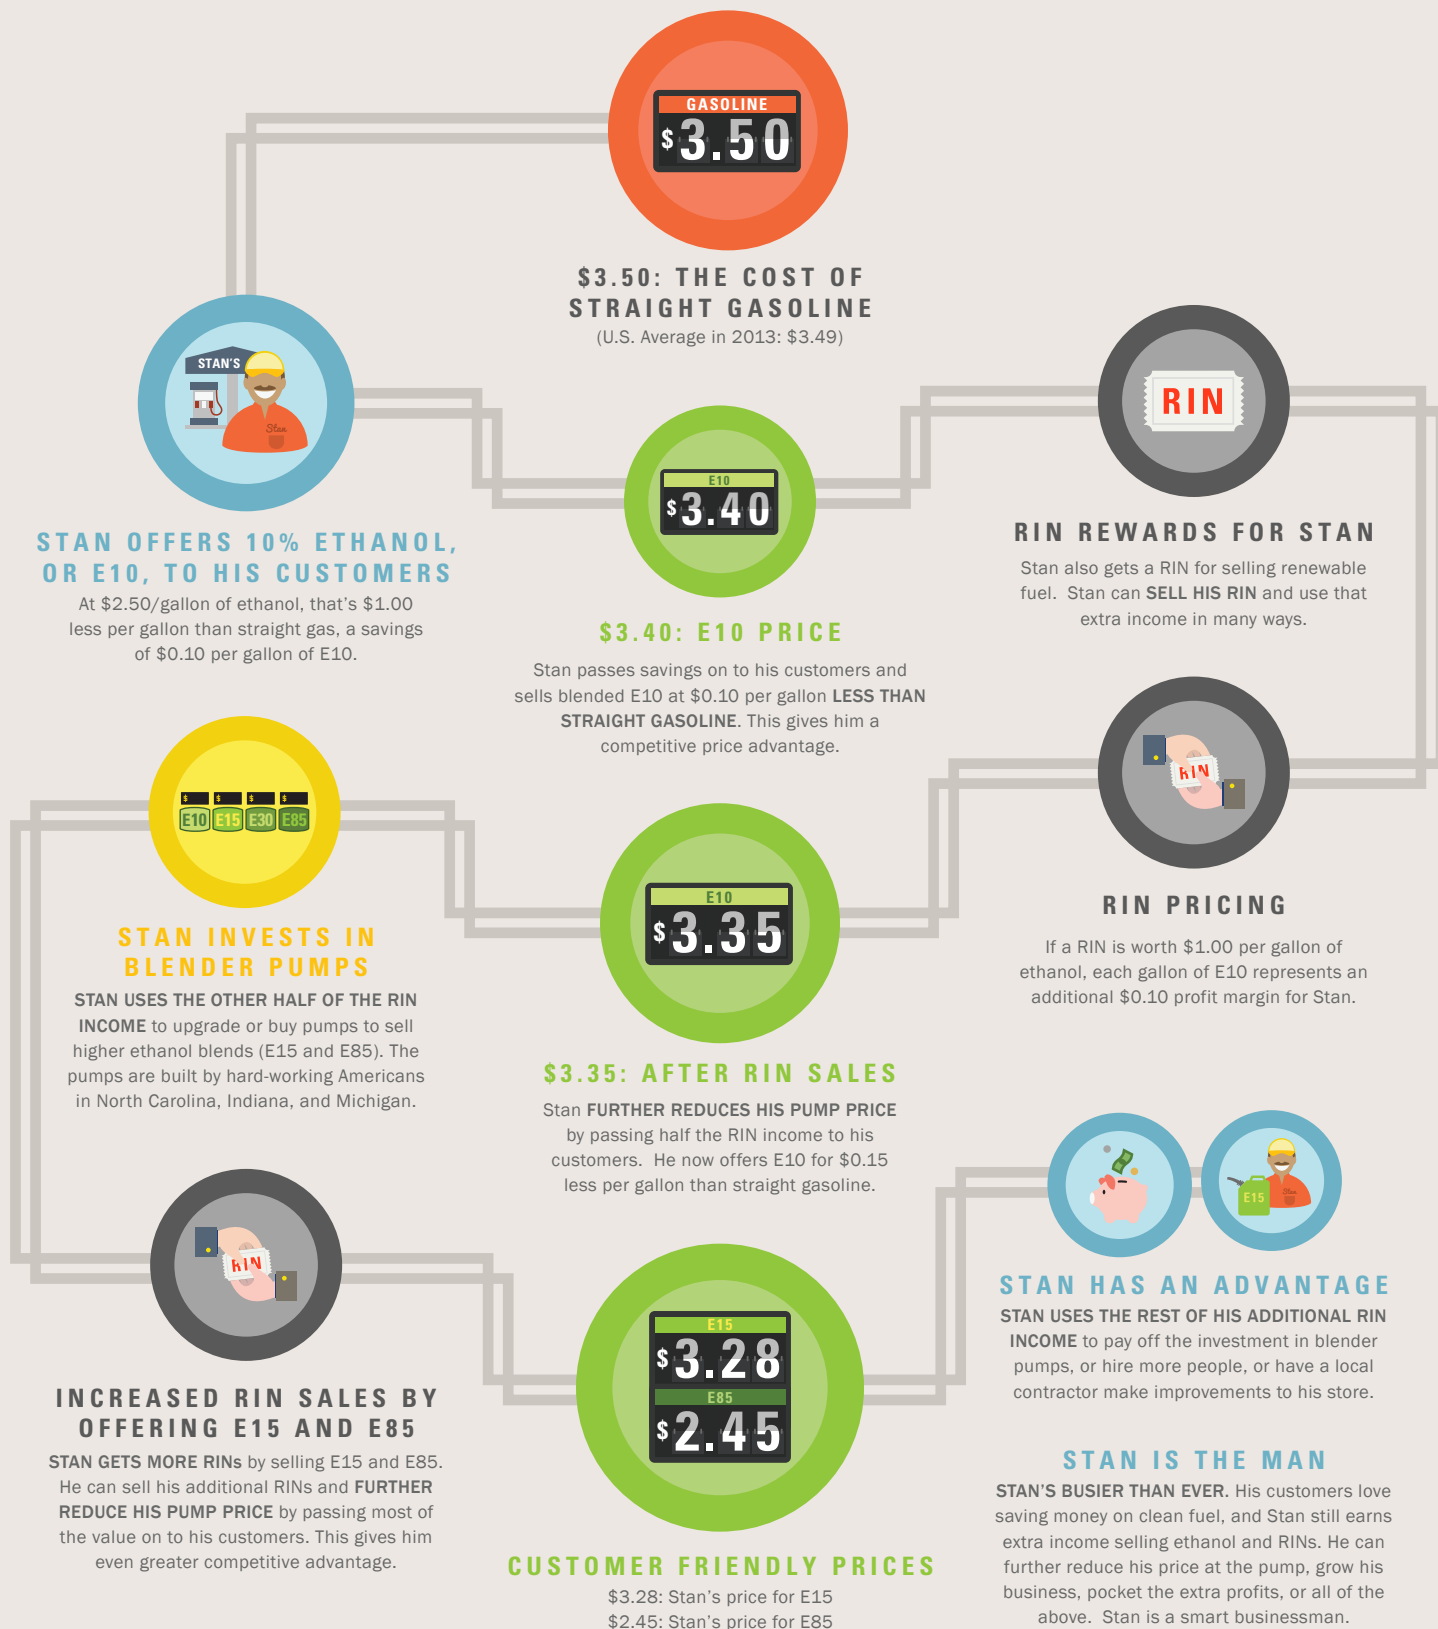 GASOLINE
$3.50
$3.50: THE COST OF
STRAIGHT GASOLINE
(U.S. Average in 2013: $3.49)
STAN'S
Stan
STAN OFFERS 10% ETHANOL,
OR E10, TO HIS CUSTOMERS
At $2.50/gallon of ethanol, that's $1.00
less per gallon than straight gas, a savings
of $0.10 per gallon of E10.
E10
$3.40
$3.40: E10 PRICE
Stan passes savings on to his customers and
sells blended E10 at $0.10 per gallon LESS THAN
STRAIGHT GASOLINE. This gives him a
competitive price advantage.
RIN
RIN REWARDS FOR STAN
Stan also gets a RIN for selling renewable
fuel. Stan can SELL HIS RIN and use that
extra income in many ways.
RIN
RIN PRICING
If a RIN is worth $1.00 per gallon of
ethanol, each gallon of E10 represents an
additional $0.10 profit margin for Stan.
E10
$3.35
$3.35: AFTER RIN SALES
Stan FURTHER REDUCES HIS PUMP PRICE
by passing half the RIN income to his
customers. He now offers E10 for $0.15
less per gallon than straight gasoline.
$ $ $ $
E10 E15 E30 E85
STAN INVESTS IN
BLENDER PUMPS
STAN USES THE OTHER HALF OF THE RIN
INCOME to upgrade or buy pumps to sell
higher ethanol blends (E15 and E85). The
pumps are built by hard-working Americans
in North Carolina, Indiana, and Michigan.
RIN
INCREASED RIN SALES BY
OFFERING E15 AND E85
STAN GETS MORE RINs by selling E15 and E85.
He can sell his additional RINs and FURTHER
REDUCE HIS PUMP PRICE by passing most of
the value on to his customers. This gives him
even greater competitive advantage.
E15
$3.28
E85
$2.45
CUSTOMER FRIENDLY PRICES
$3.28: Stan's price for E15
$2.45: Stan's price for E85
E15
Stan
STAN HAS AN ADVANTAGE
STAN USES THE REST OF HIS ADDITIONAL RIN
INCOME to pay off the investment in blender
pumps, or hire more people, or have a local
contractor make improvements to his store.
STAN IS THE MAN
STAN'S BUSIER THAN EVER. His customers love
saving money on clean fuel, and Stan still earns
extra income selling ethanol and RINs. He can
further reduce his price at the pump, grow his
business, pocket the extra profits, or all of the
above. Stan is a smart businessman.